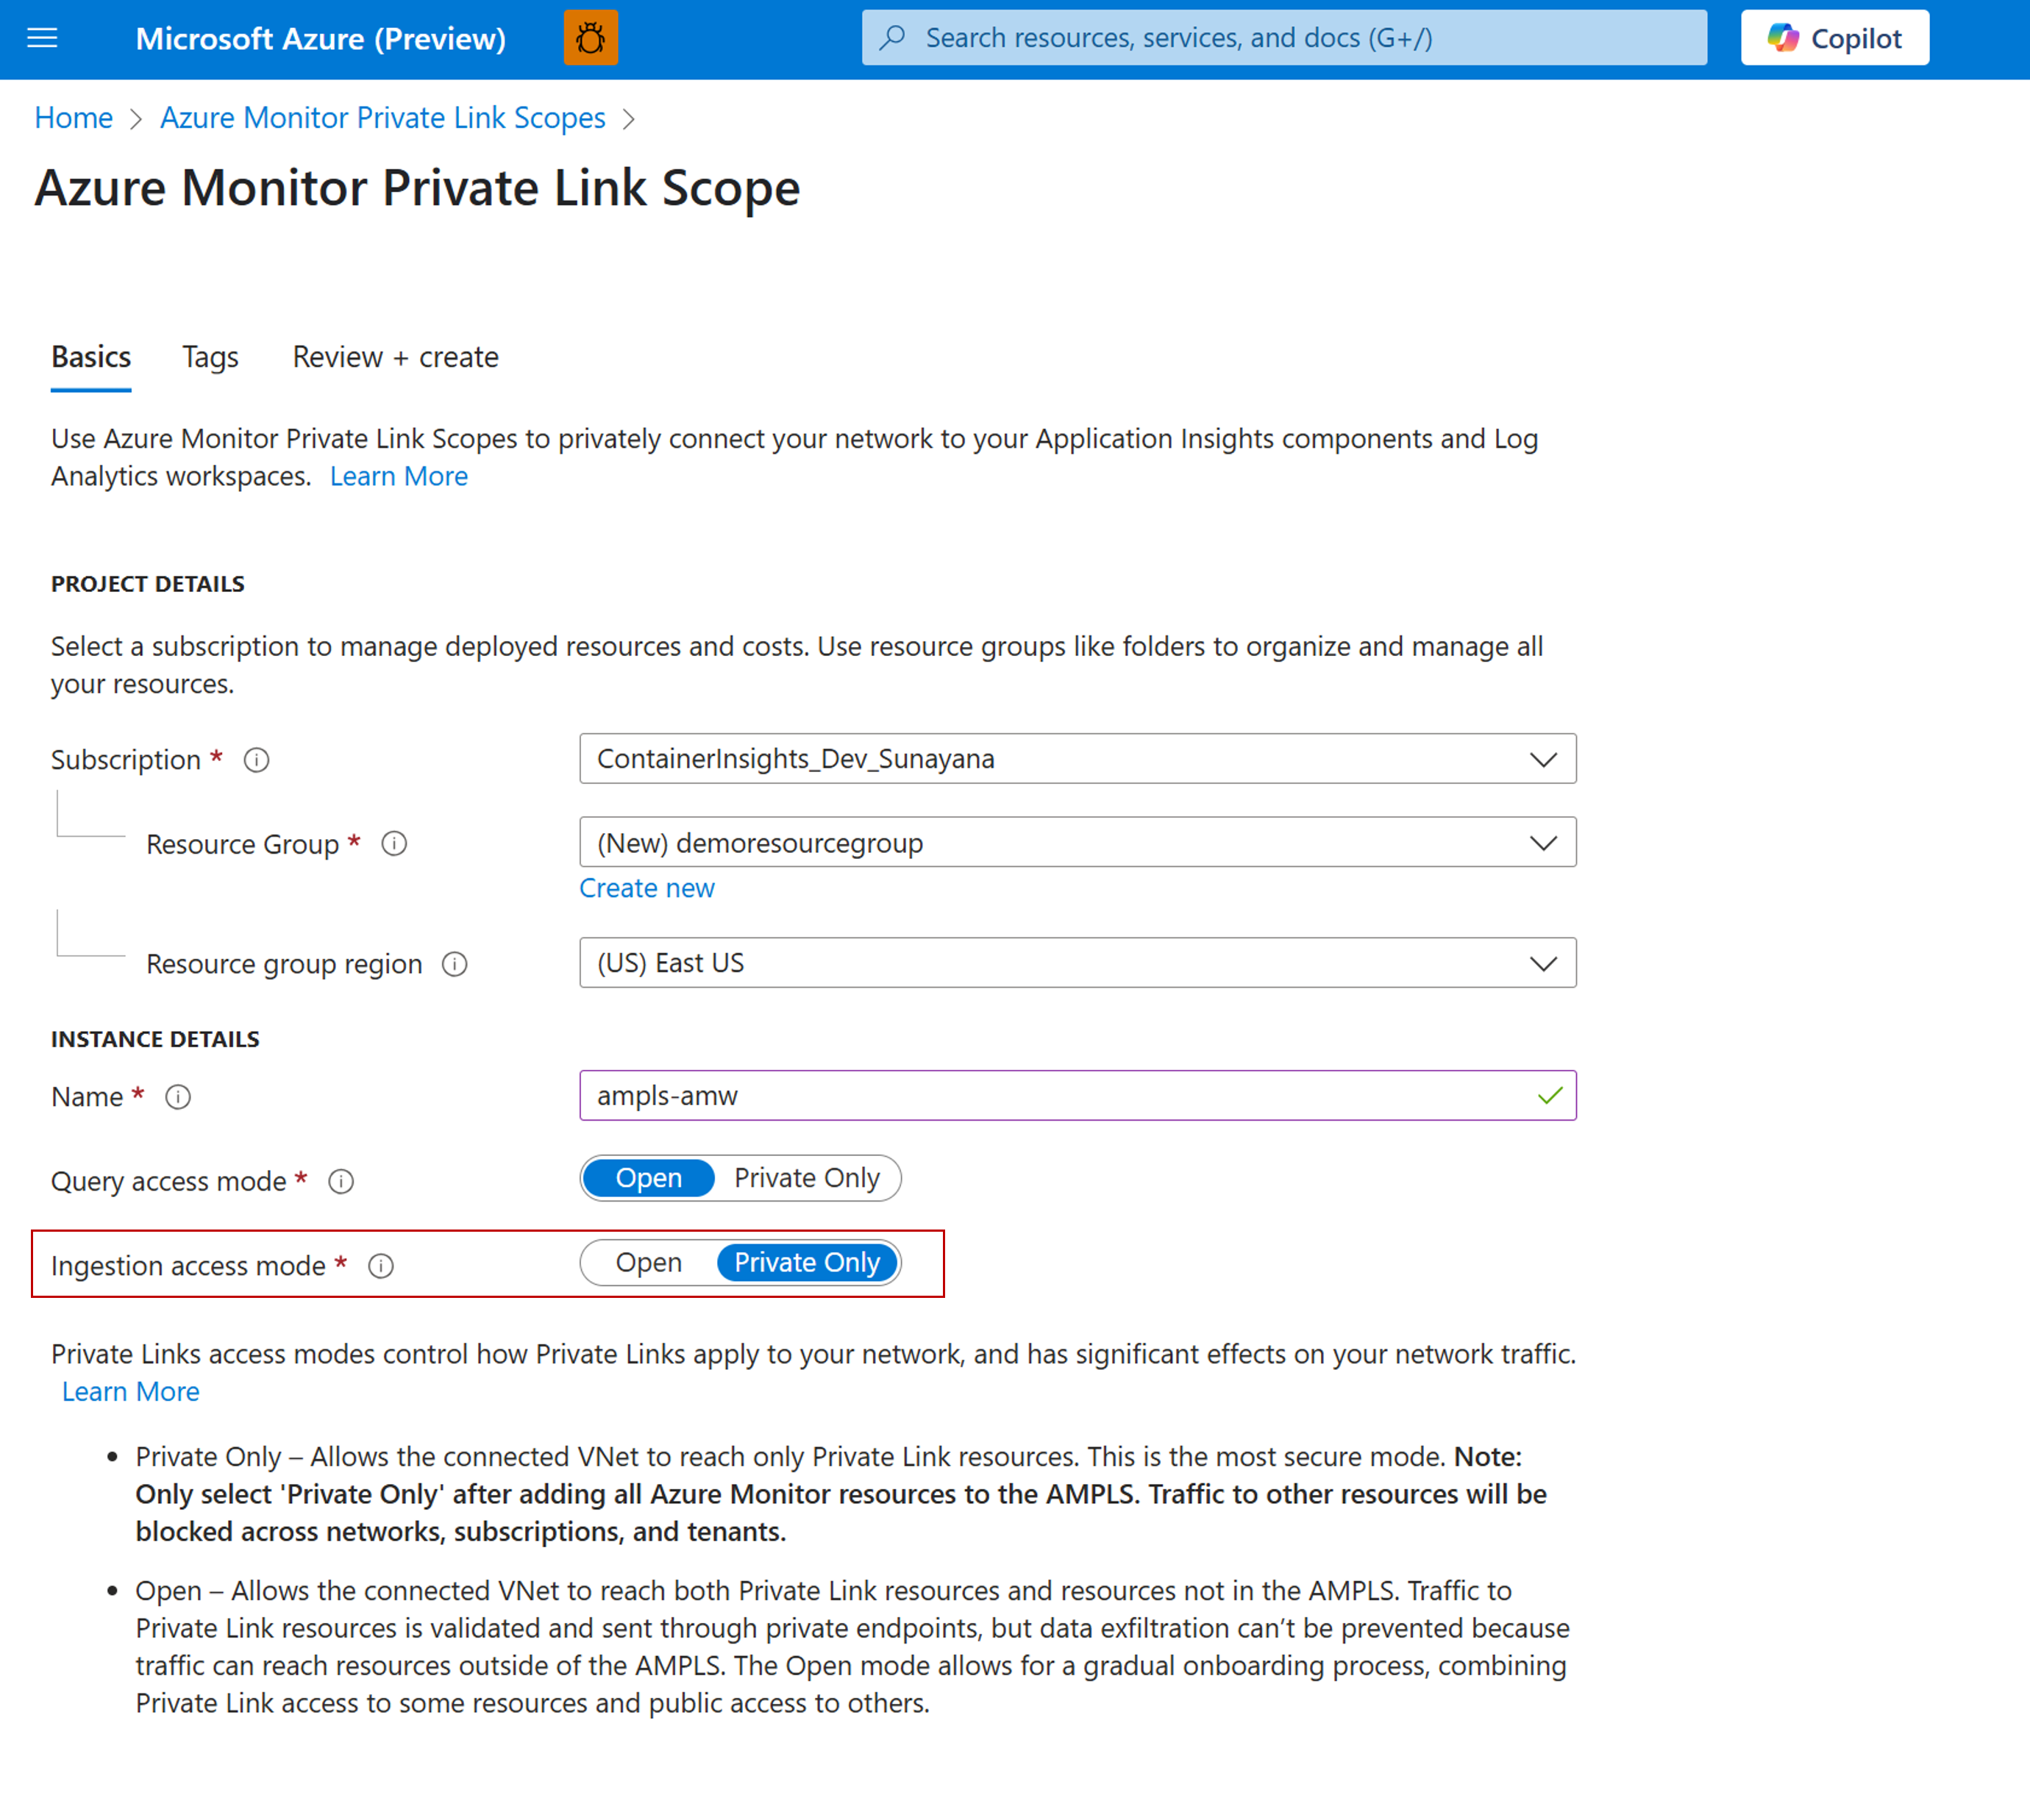 Microsoft Azure (Preview)
Search resources, services, and docs (G+/)
Copilot
Home > Azure Monitor Private Link Scopes >
Azure Monitor Private Link Scope
Basics Tags Review + create
Use Azure Monitor Private Link Scopes to privately connect your network to your Application Insights components and Log
Analytics workspaces. Learn More
PROJECT DETAILS
Select a subscription to manage deployed resources and costs. Use resource groups like folders to organize and manage all
your resources.
Subscription * ContainerInsights_Dev_Sunayana
Resource Group * (New) demoresourcegroup
Create new
Resource group region (US) East US
INSTANCE DETAILS
Name * ampls-amw
Query access mode * Open Private Only
Ingestion access mode * Open Private Only
Private Links access modes control how Private Links apply to your network, and has significant effects on your network traffic.
Learn More
• Private Only – Allows the connected VNet to reach only Private Link resources. This is the most secure mode. Note:
Only select 'Private Only' after adding all Azure Monitor resources to the AMPLS. Traffic to other resources will be
blocked across networks, subscriptions, and tenants.
• Open – Allows the connected VNet to reach both Private Link resources and resources not in the AMPLS. Traffic to
Private Link resources is validated and sent through private endpoints, but data exfiltration can’t be prevented because
traffic can reach resources outside of the AMPLS. The Open mode allows for a gradual onboarding process, combining
Private Link access to some resources and public access to others.